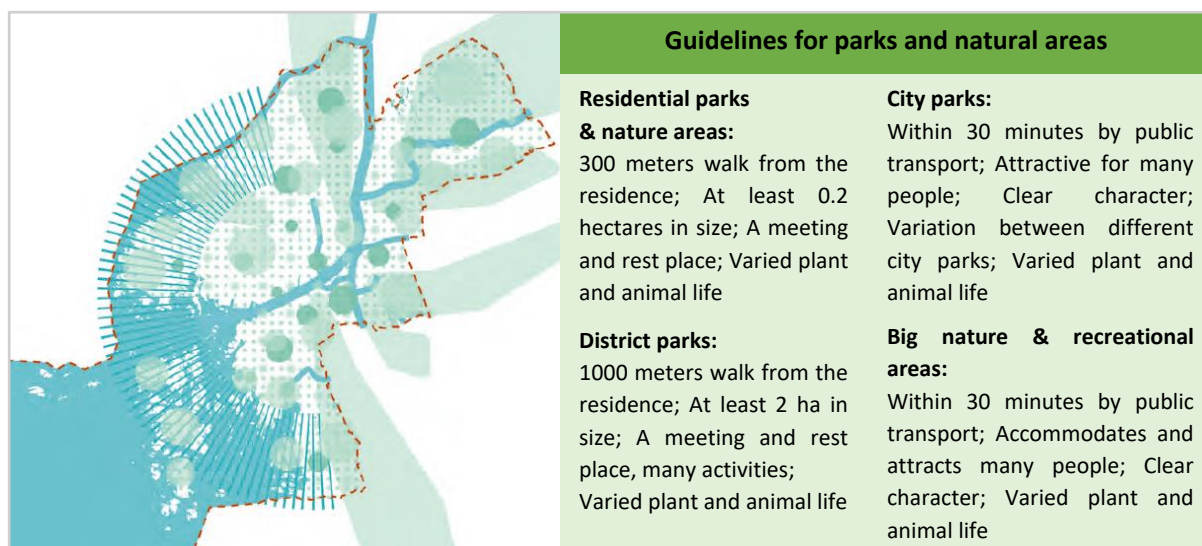 Guidelines for parks and natural areas
Residential parks
& nature areas:
300 meters walk from the
residence; At least 0.2
hectares in size; A meeting
and rest place; Varied plant
and animal life
District parks:
1000 meters walk from the
residence; At least 2 ha in
size; A meeting and rest
place, many activities;
Varied plant and animal life
City parks:
Within 30 minutes by public
transport; Attractive for many
people; Clear character;
Variation between different
city parks; Varied plant and
animal life
Big nature & recreational
areas:
Within 30 minutes by public
transport; Accommodates and
attracts many people; Clear
character; Varied plant and
animal life